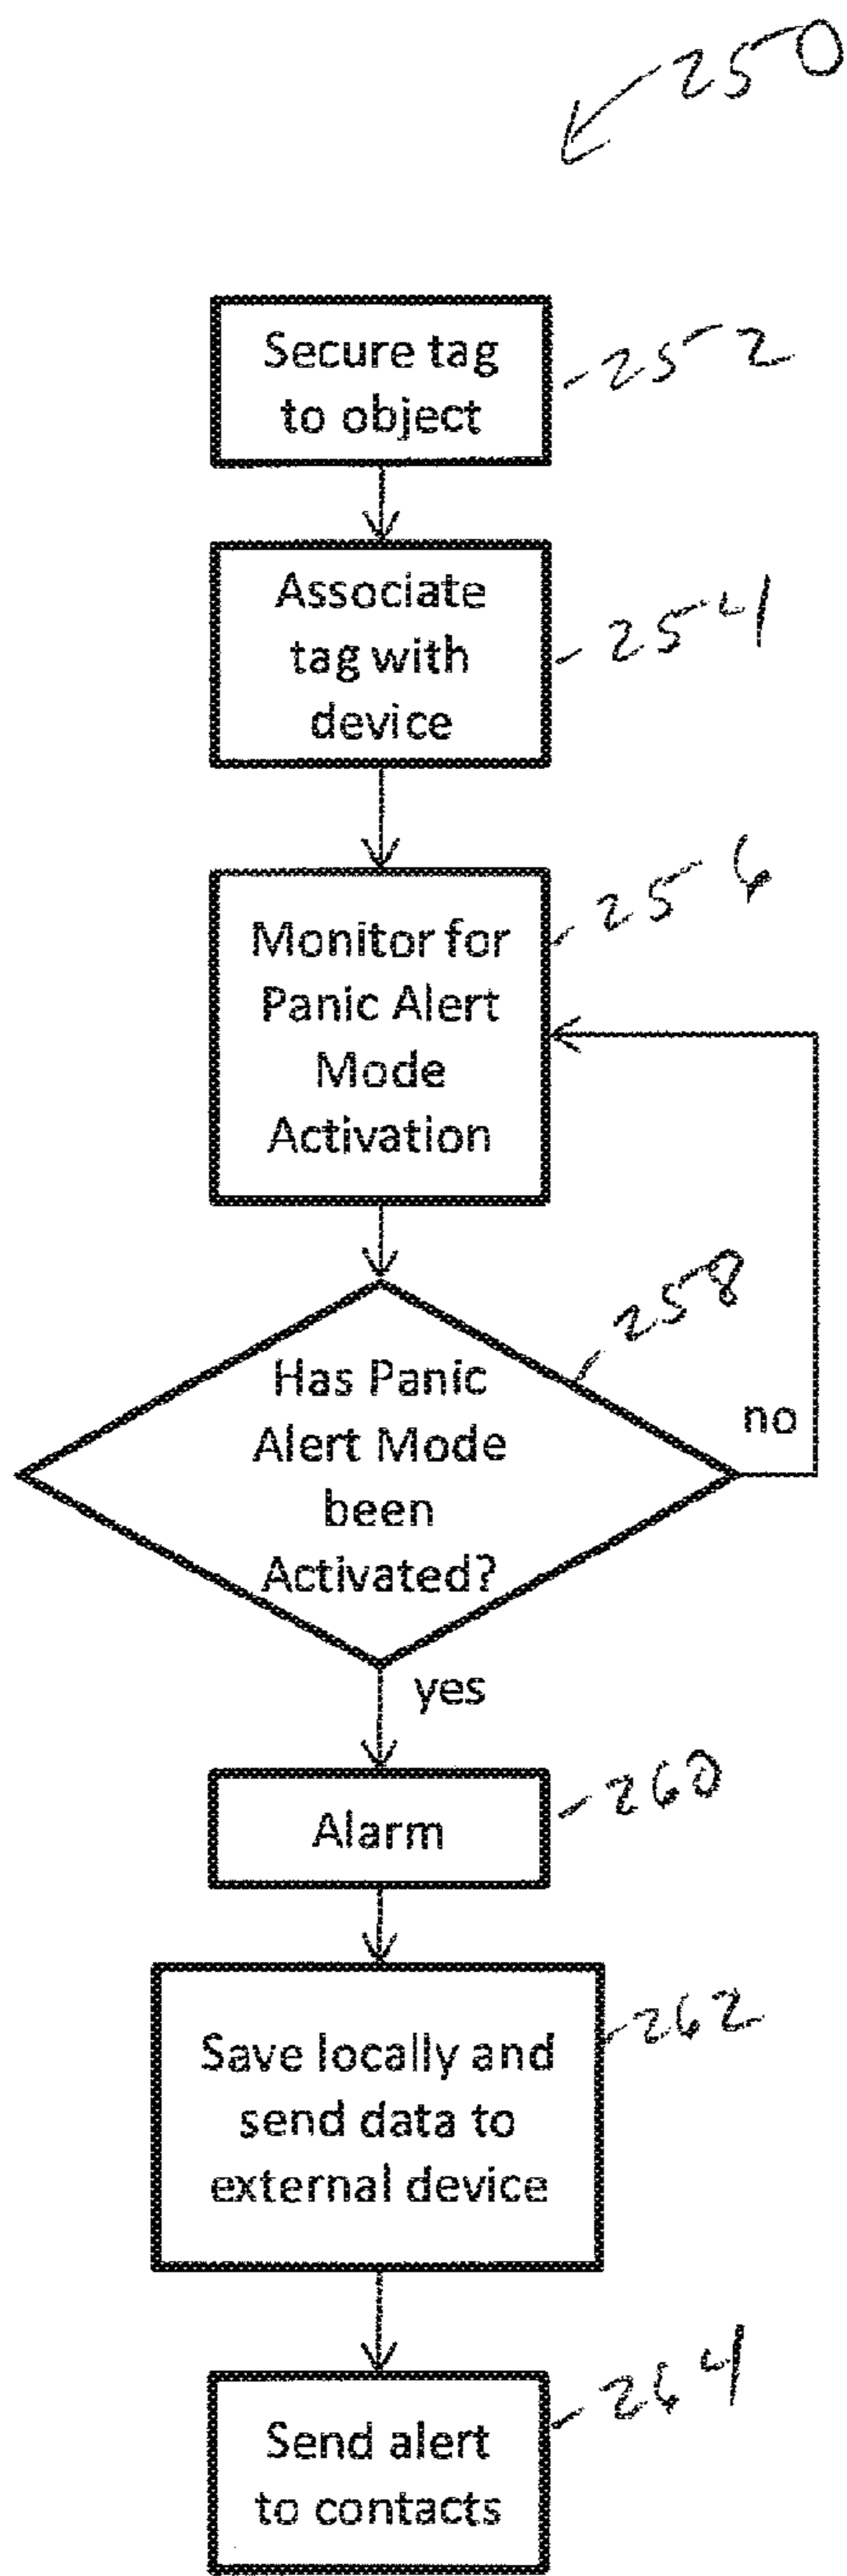 250
Secure tag
to object
252
Associate
tag with
device
254
Monitor for
Panic Alert
Mode
Activation
256
Has Panic
Alert Mode
been
Activated?
258
no
yes
Alarm
260
Save locally and
send data to
external device
262
Send alert
to contacts
264